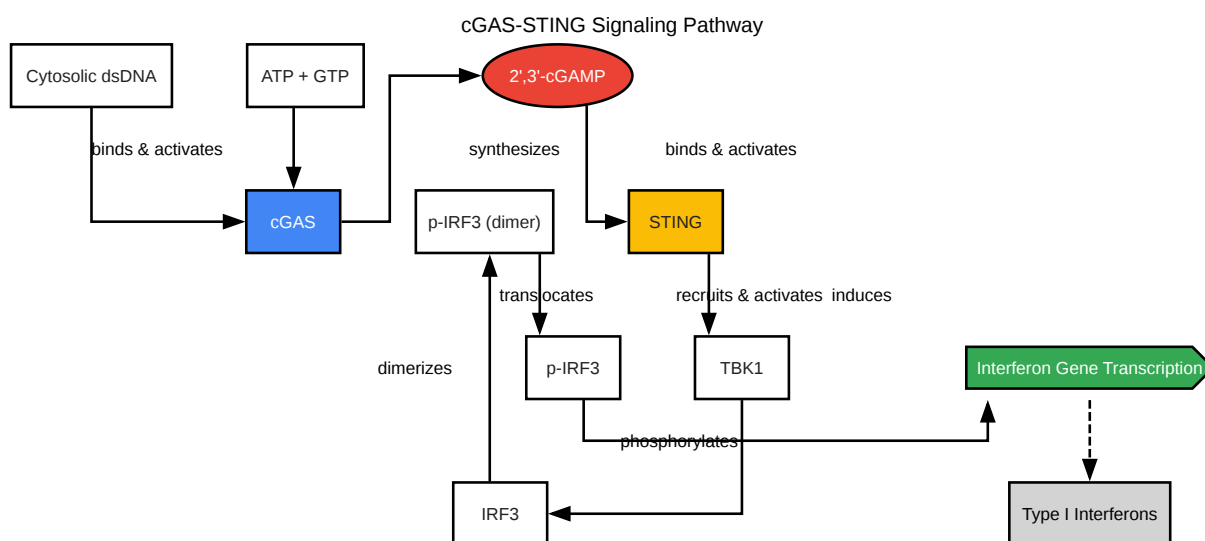 cGAS-STING Signaling Pathway
Cytosolic dsDNA
ATP + GTP
2',3'-cGAMP
binds & activates
synthesizes
binds & activates
cGAS
p-IRF3 (dimer)
STING
translocates
recruits & activates
induces
dimerizes
p-IRF3
TBK1
Interferon Gene Transcription
phosphorylates
IRF3
Type I Interferons